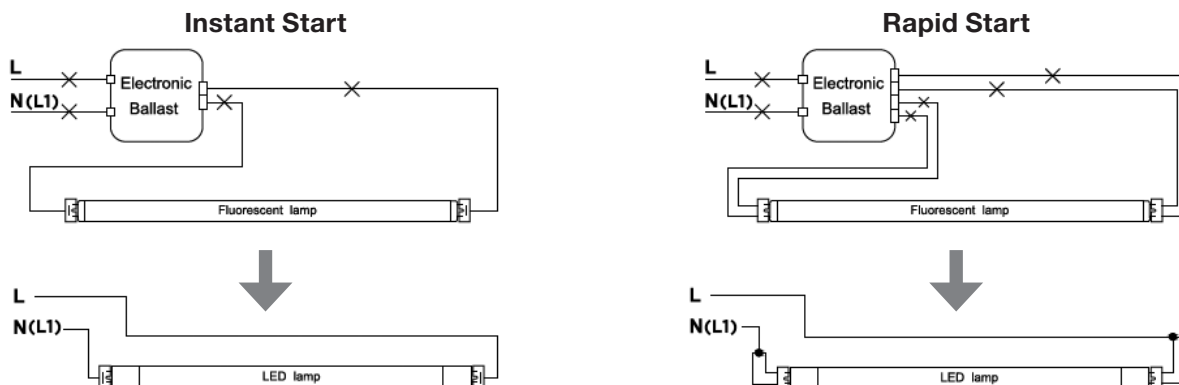 Instant Start
L
N(L1)
Electronic
Ballast
Fluorescent lamp
L
N(L1)
LED lamp
Rapid Start
L
N(L1)
Electronic
Ballast
Fluorescent lamp
L
N(L1)
LED lamp